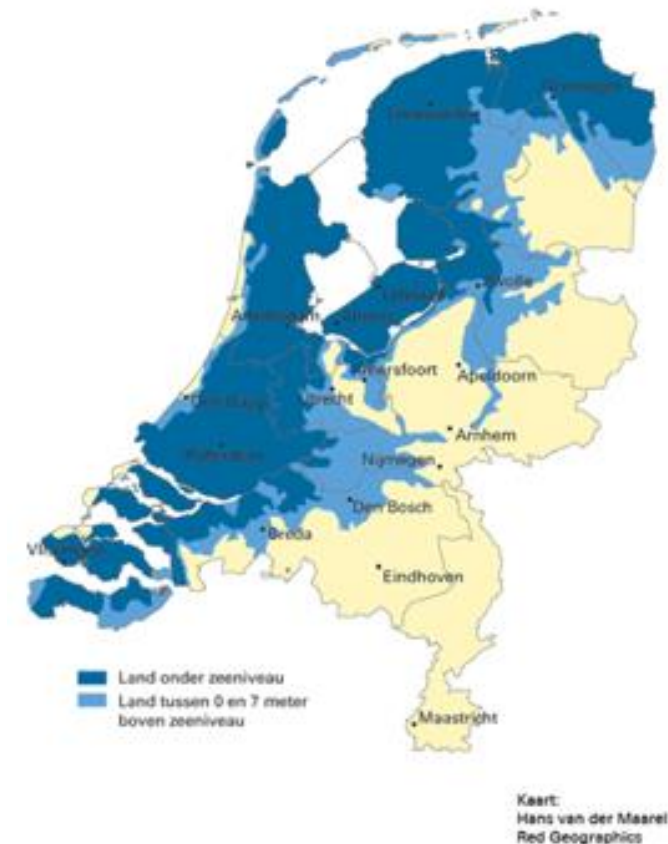 Groningen
Leeuwarden
Zwolle
Lelystad
Amsterdam
Almere
Amersfoort
Apeldoorn
Utrecht
Den Haag
Arnhem
Rotterdam
Nijmegen
Den Bosch
Breda
Vlissingen
Eindhoven
Land onder zeeniveau
Land tussen 0 en 7 meter
boven zeeniveau
Maastricht
Kaart:
Hans van der Maarel
Red Geographics